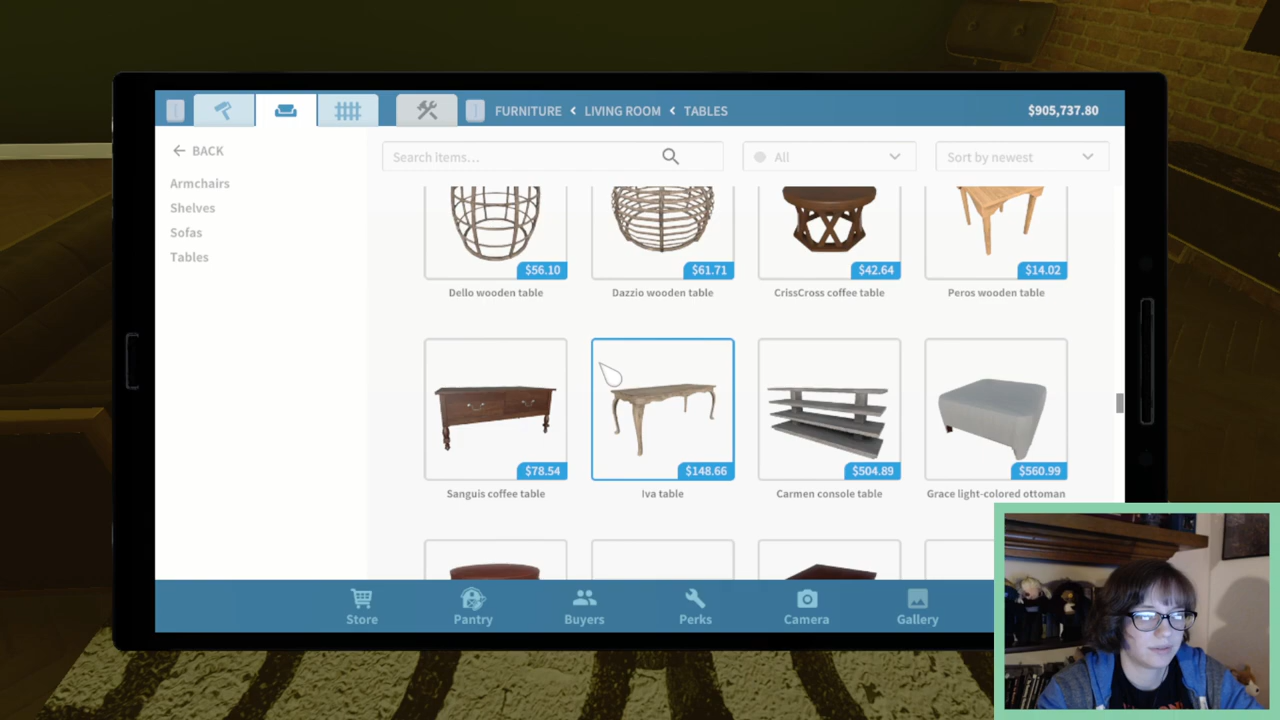 FURNITURE < LIVING ROOM < TABLES
$905,737.80
BACK
Search items...
All
Sort by newest
Armchairs
Shelves
Sofas
Tables
$56.10
$61.71
$42.64
$14.02
Dello wooden table
Dazzio wooden table
CrissCross coffee table
Peros wooden table
$78.54
$148.66
$504.89
$560.99
Sanguis coffee table
Iva table
Carmen console table
Grace light-colored ottoman
Store
Pantry
Buyers
Perks
Camera
Gallery